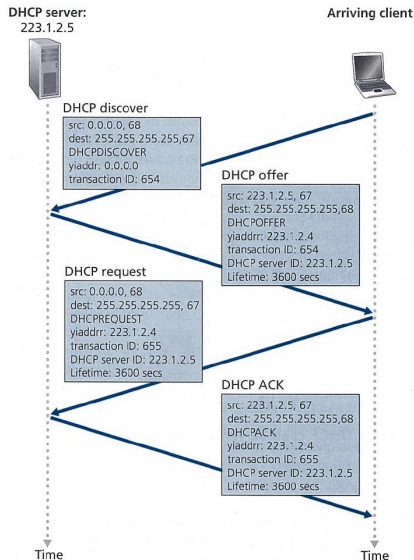 DHCP server:
223.1.2.5
Arriving client
DHCP discover
src: 0.0.0.0, 68
dest: 255.255.255.255,67
DHCPDISCOVER
yiaddr: 0.0.0.0
transaction ID: 654
DHCP offer
src: 223.1.2.5, 67
dest: 255.255.255.255,68
DHCPOFFER
yiaddrr: 223.1.2.4
transaction ID: 654
DHCP server ID: 223.1.2.5
Lifetime: 3600 secs
DHCP request
src: 0.0.0.0, 68
dest: 255.255.255.255, 67
DHCPREQUEST
yiaddrr: 223.1.2.4
transaction ID: 655
DHCP server ID: 223.1.2.5
Lifetime: 3600 secs
DHCP ACK
src: 223.1.2.5, 67
dest: 255.255.255.255,68
DHCPACK
yiaddrr: 223.1.2.4
transaction ID: 655
DHCP server ID: 223.1.2.5
Lifetime: 3600 secs
Time
Time